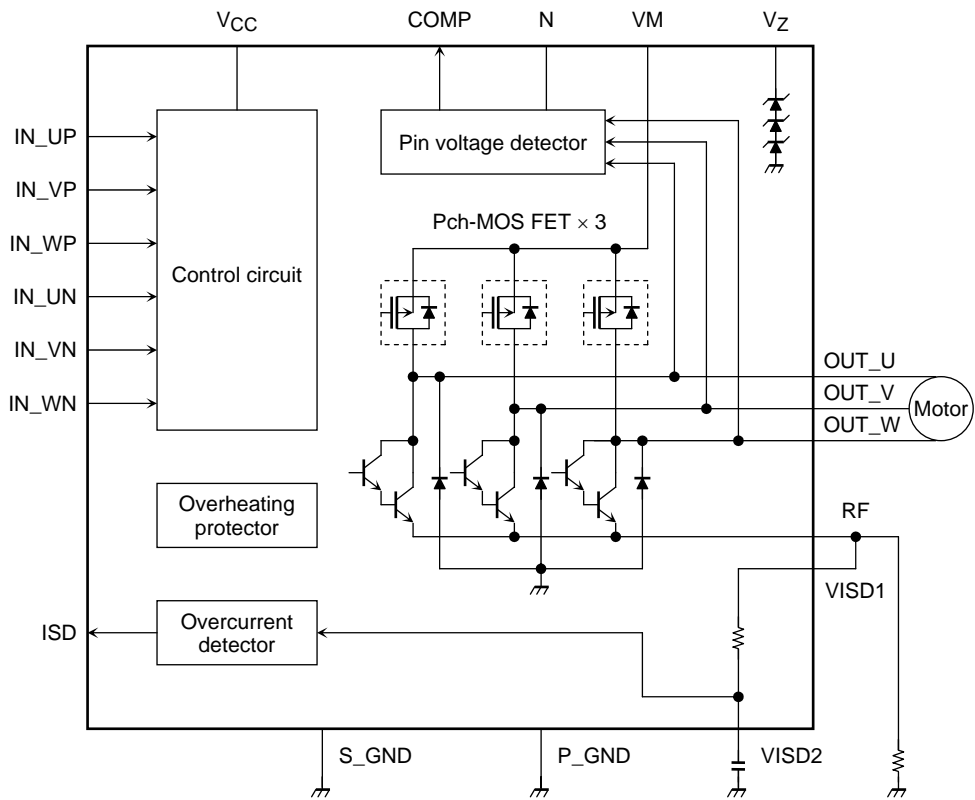 VCC COMP N VM VZ
IN_UP
IN_VP
IN_WP
IN_UN
IN_VN
IN_WN
Control circuit
Pin voltage detector
Pch-MOS FET × 3
OUT_U
OUT_V
OUT_W
Motor
Overheating
protector
RF
VISD1
ISD
Overcurrent
detector
S_GND
P_GND
VISD2